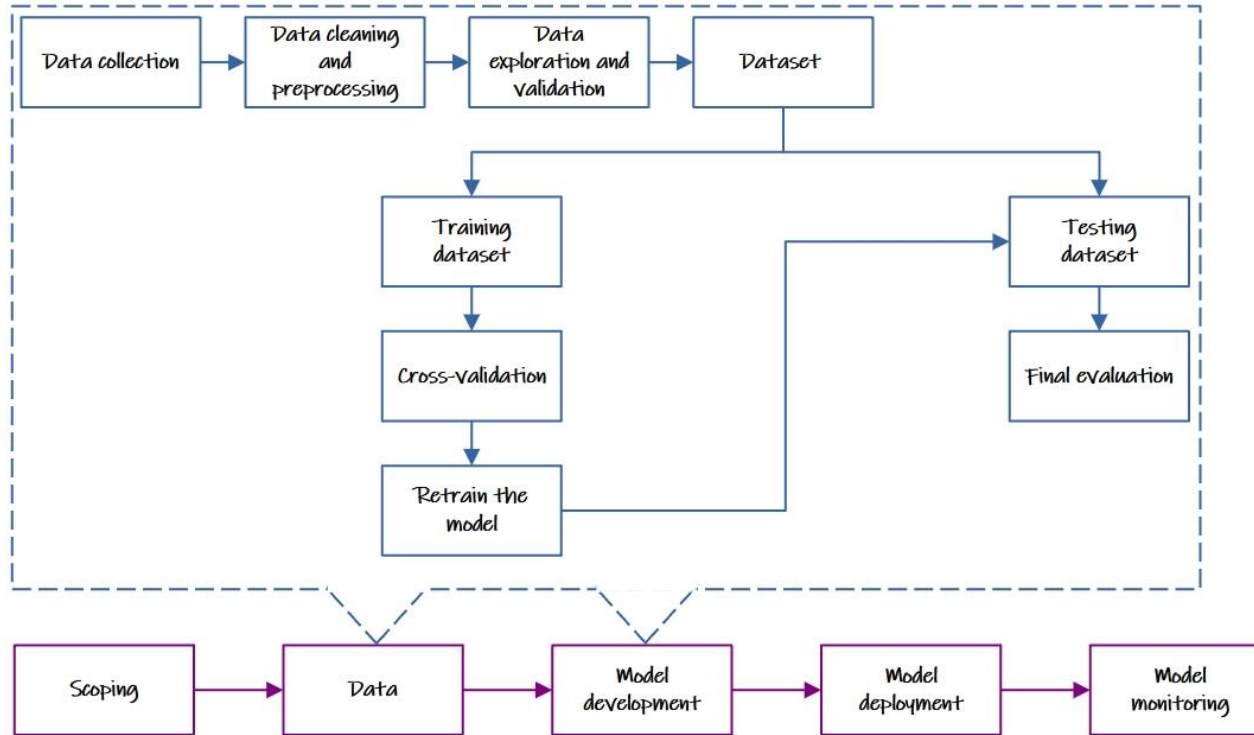 Data collection
Data cleaning
and
preprocessing
Data
exploration and
validation
Dataset
Training
dataset
Testing
dataset
Cross-validation
Final evaluation
Retrain the
model
Scoping
Data
Model
development
Model
deployment
Model
monitoring